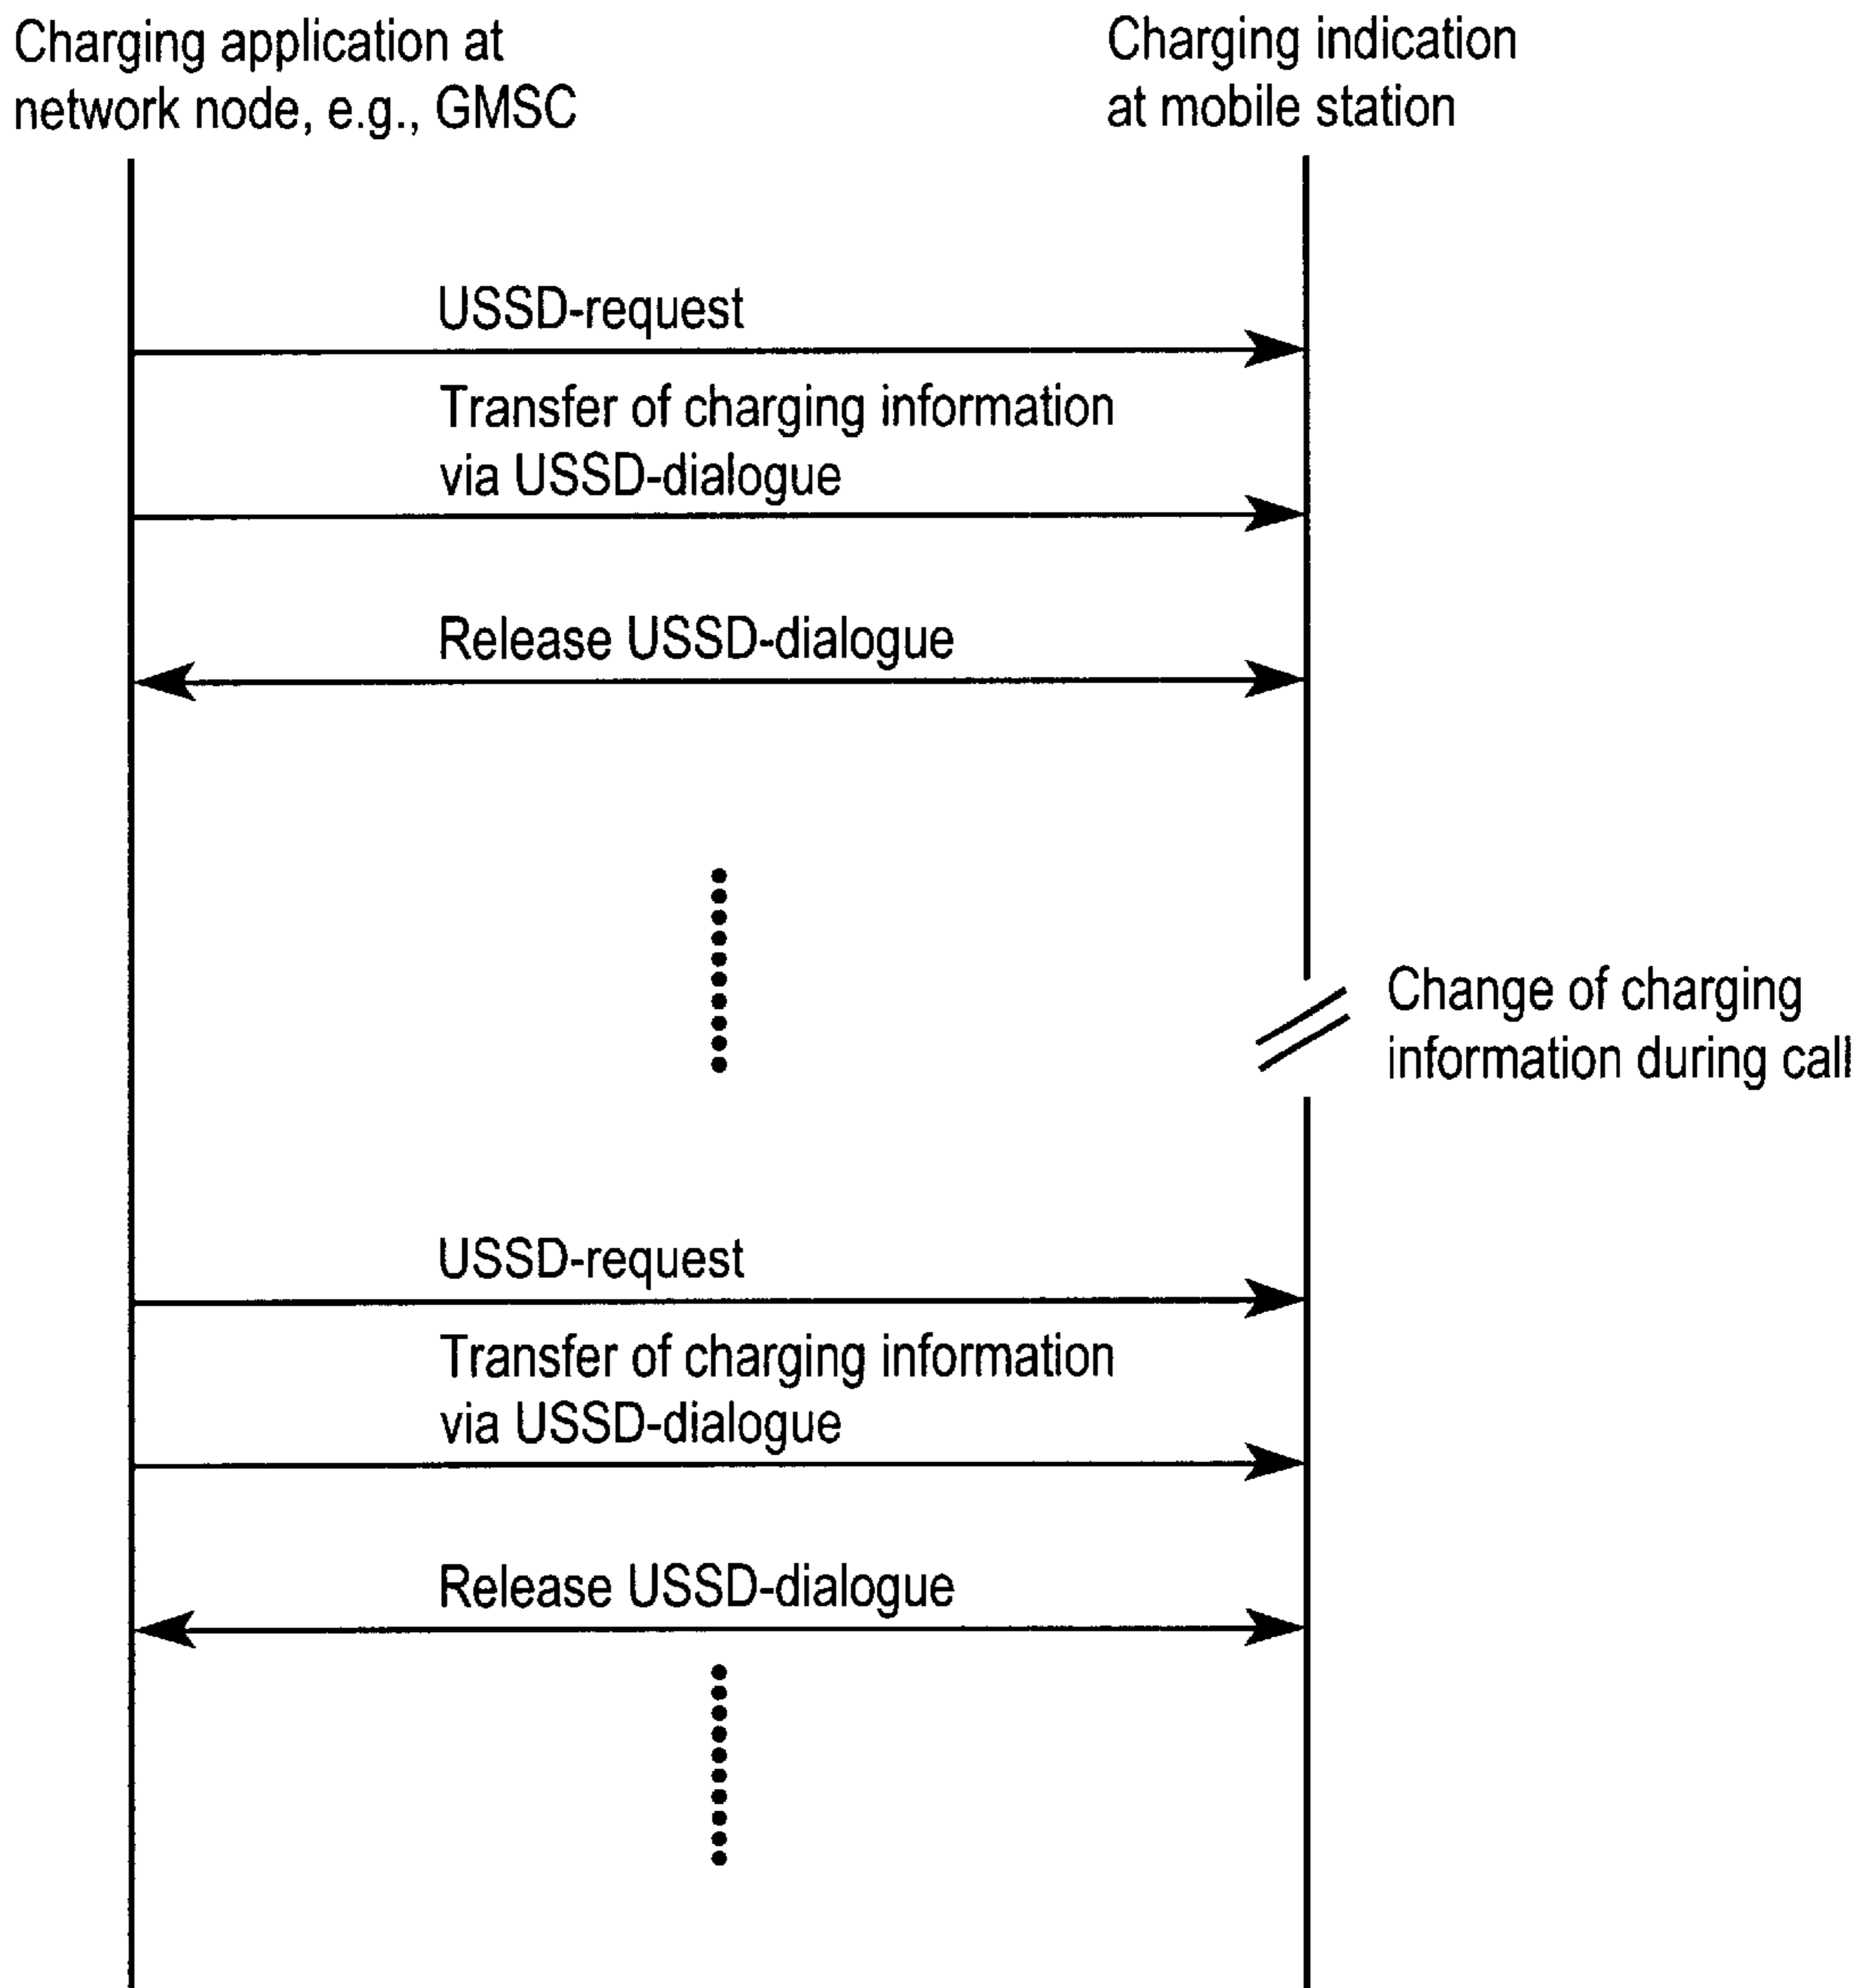 Charging application at
network node, e.g., GMSC
Charging indication
at mobile station
USSD-request
Transfer of charging information
via USSD-dialogue
Release USSD-dialogue
Change of charging
information during call
USSD-request
Transfer of charging information
via USSD-dialogue
Release USSD-dialogue